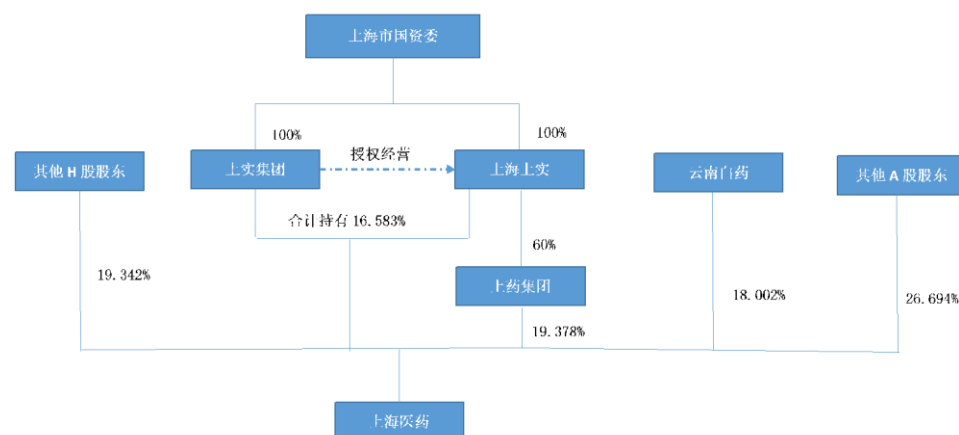 上海市国资委
100%
100%
其他 H 股股东
上实集团
授权经营
上海上实
云南白药
其他 A 股股东
合计持有 16.583%
60%
19.342%
上药集团
18.002%
26.694%
19.378%
上海医药